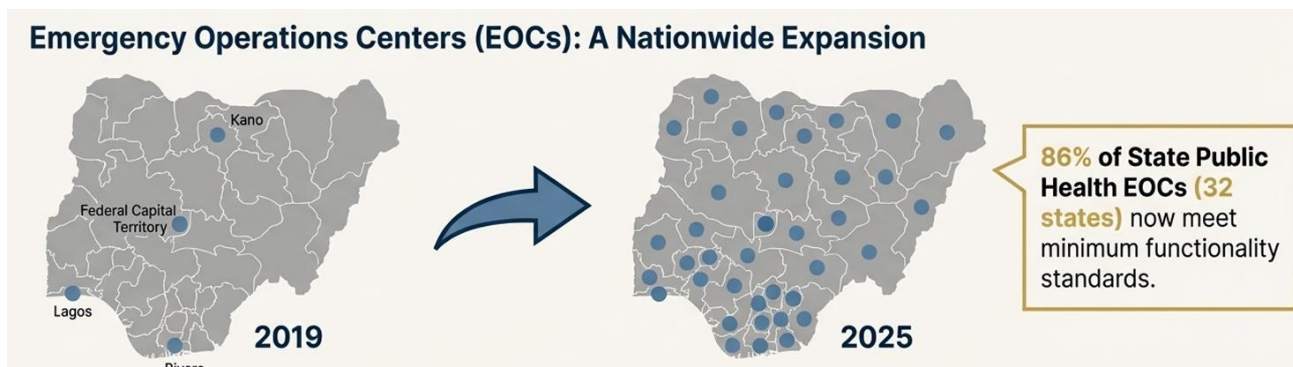 Emergency Operations Centers (EOCs): A Nationwide Expansion
Kano
Federal Capital
Territory
Lagos
2019
2025
86% of State Public
Health EOCs (32
states) now meet
minimum functionality
standards.